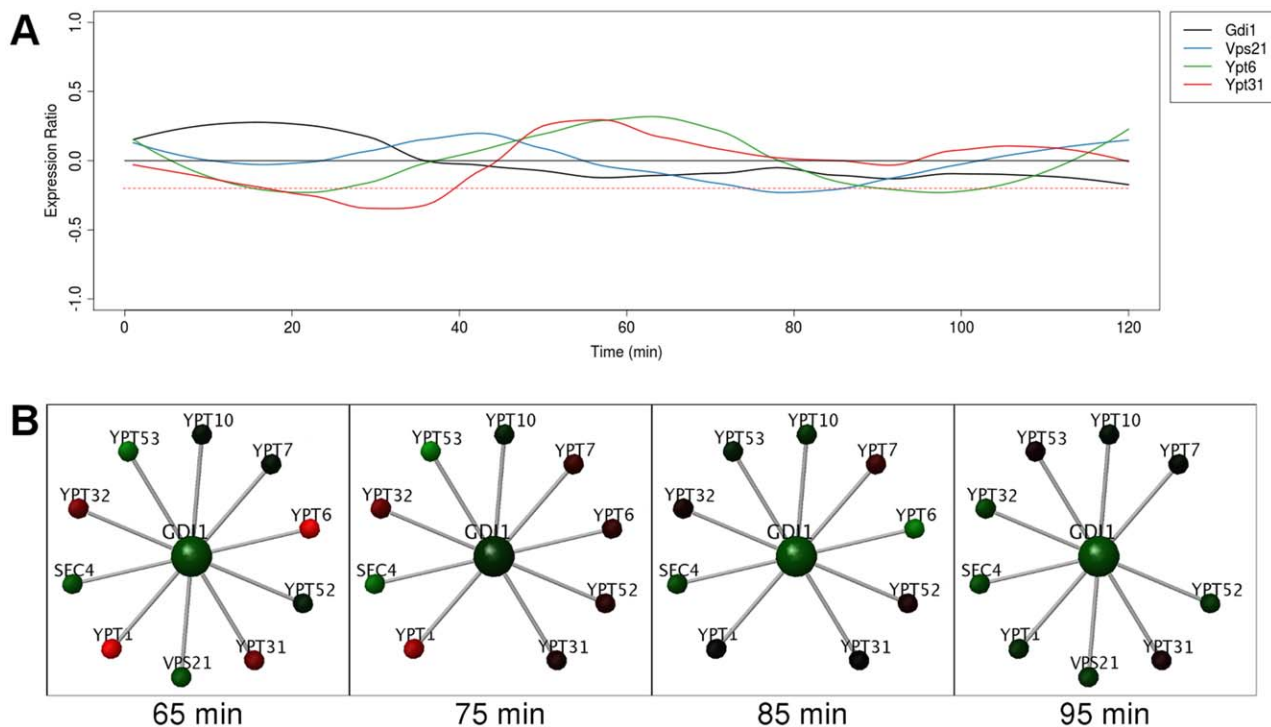 A
1.0
0.5
0.0
-0.5
-1.0
Expression Ratio
0
20
40
60
80
100
120
Time (min)
Gdi1
Vps21
Ypt6
Ypt31
B
YPT10
YPT53
YPT7
YPT32
YPT6
GDI1
SEC4
YPT52
YPT1
YPT31
VPS21
65 min
YPT10
YPT53
YPT7
YPT32
YPT6
GDI1
SEC4
YPT52
YPT1
YPT31
75 min
YPT10
YPT53
YPT7
YPT32
YPT6
GDI1
SEC4
YPT52
YPT1
YPT31
85 min
YPT10
YPT53
YPT7
YPT32
GDI1
SEC4
YPT52
YPT1
YPT31
VPS21
95 min